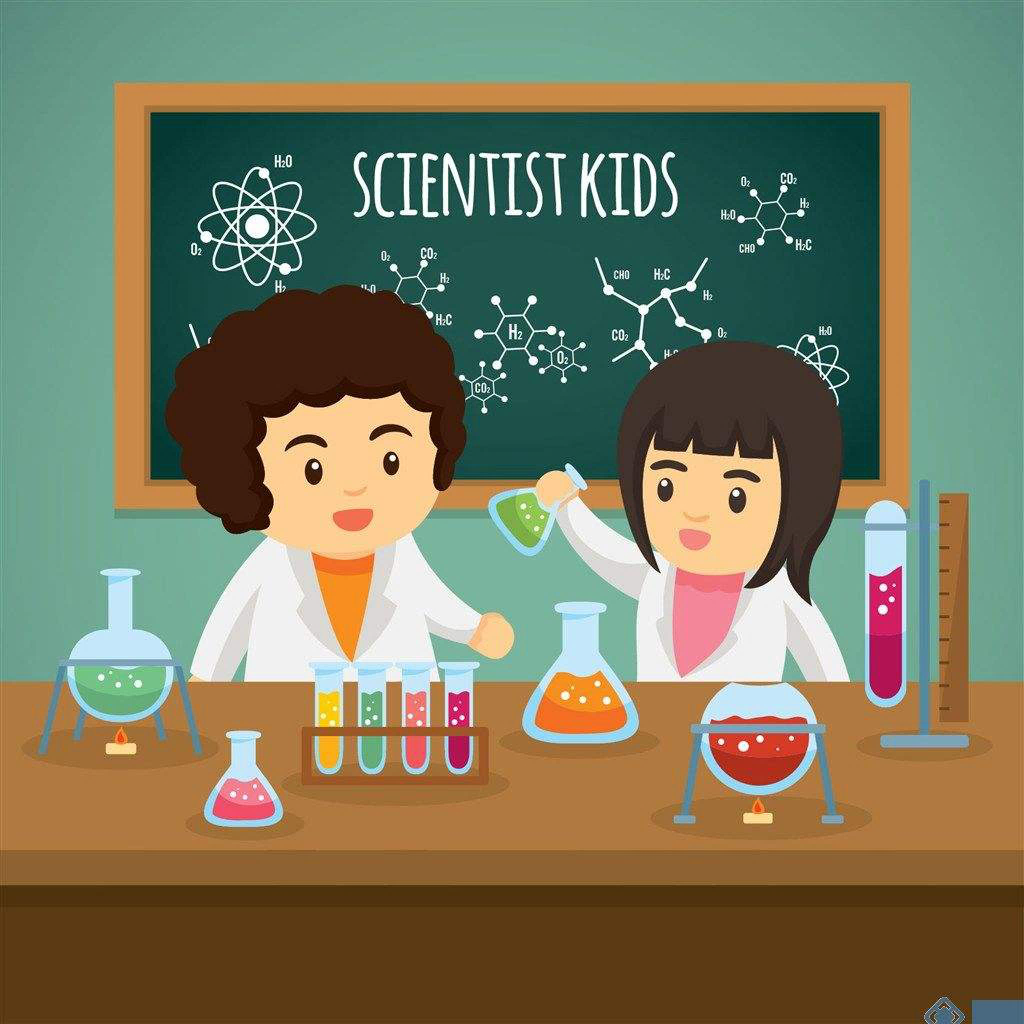 SCIENTIST KIDS
H₂O
O₂
H₂
O₂
CO₂
H₂
H₂C
H₂
O₂
CO₂
CHO
H₂C
H₂
CO₂
O₂
O₂
CO₂
H₂O
H₂
CHO
H₂C
H₂O